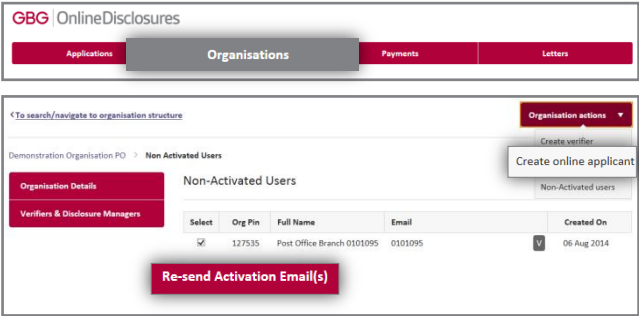 GBG OnlineDisclosures
Applications Organisations Payments Letters
<To search/navigate to organisation structure
Organisation actions ▼
Create verifier
Create online applicant
Non-Activated users
Demonstration Organisation PO > Non Activated Users
Organisation Details
Verifiers & Disclosure Managers
Non-Activated Users
Select Org Pin Full Name Email Created On
127535 Post Office Branch 0101095 0101095 V 06 Aug 2014
Re-send Activation Email(s)